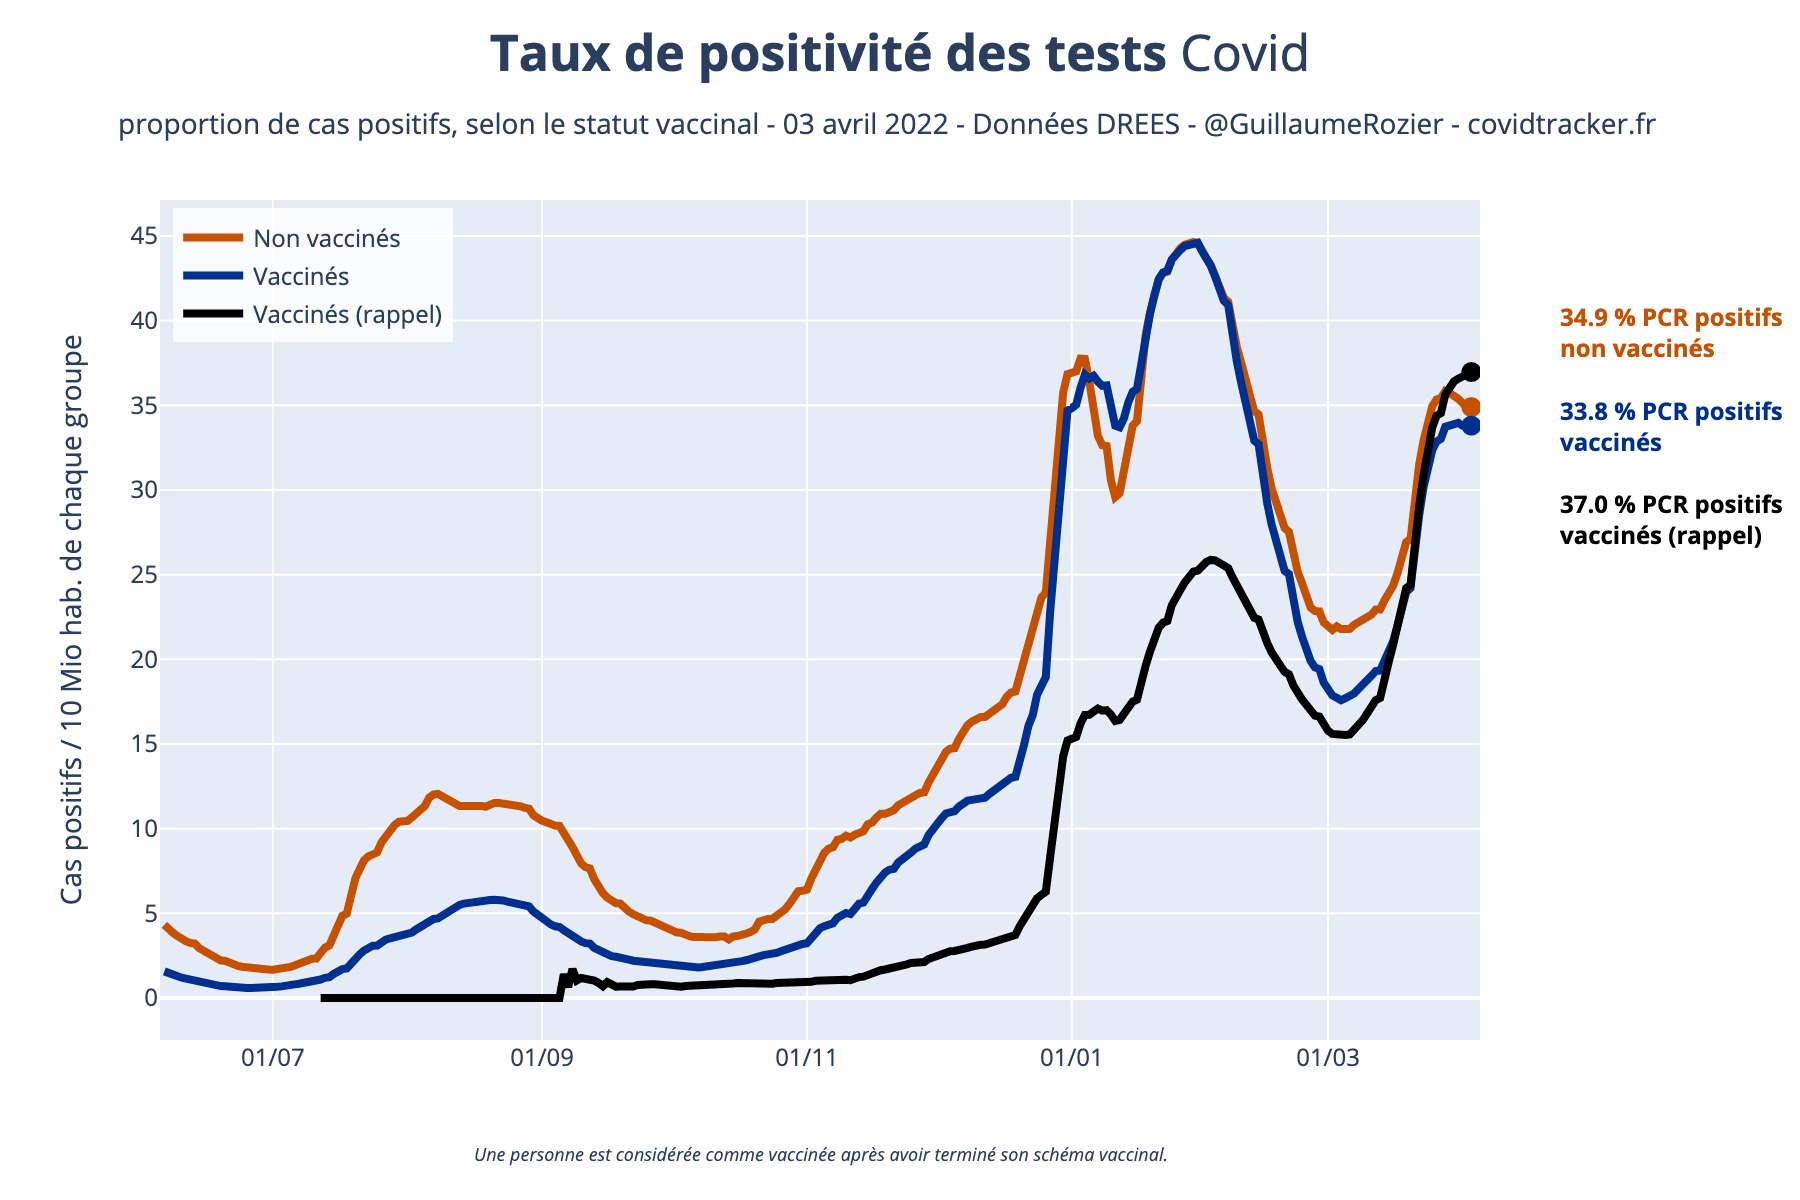 Taux de positivité des tests Covid
proportion de cas positifs, selon le statut vaccinal - 03 avril 2022 - Données DREES - @GuillaumeRozier - covidtracker.fr
Non vaccinés
Vaccinés
Vaccinés (rappel)
Cas positifs / 10 Mio hab. de chaque groupe
45
40
35
30
25
20
15
10
5
0
01/07
01/09
01/11
01/01
01/03
34.9 % PCR positifs
non vaccinés
33.8 % PCR positifs
vaccinés
37.0 % PCR positifs
vaccinés (rappel)
Une personne est considérée comme vaccinée après avoir terminé son schéma vaccinal.